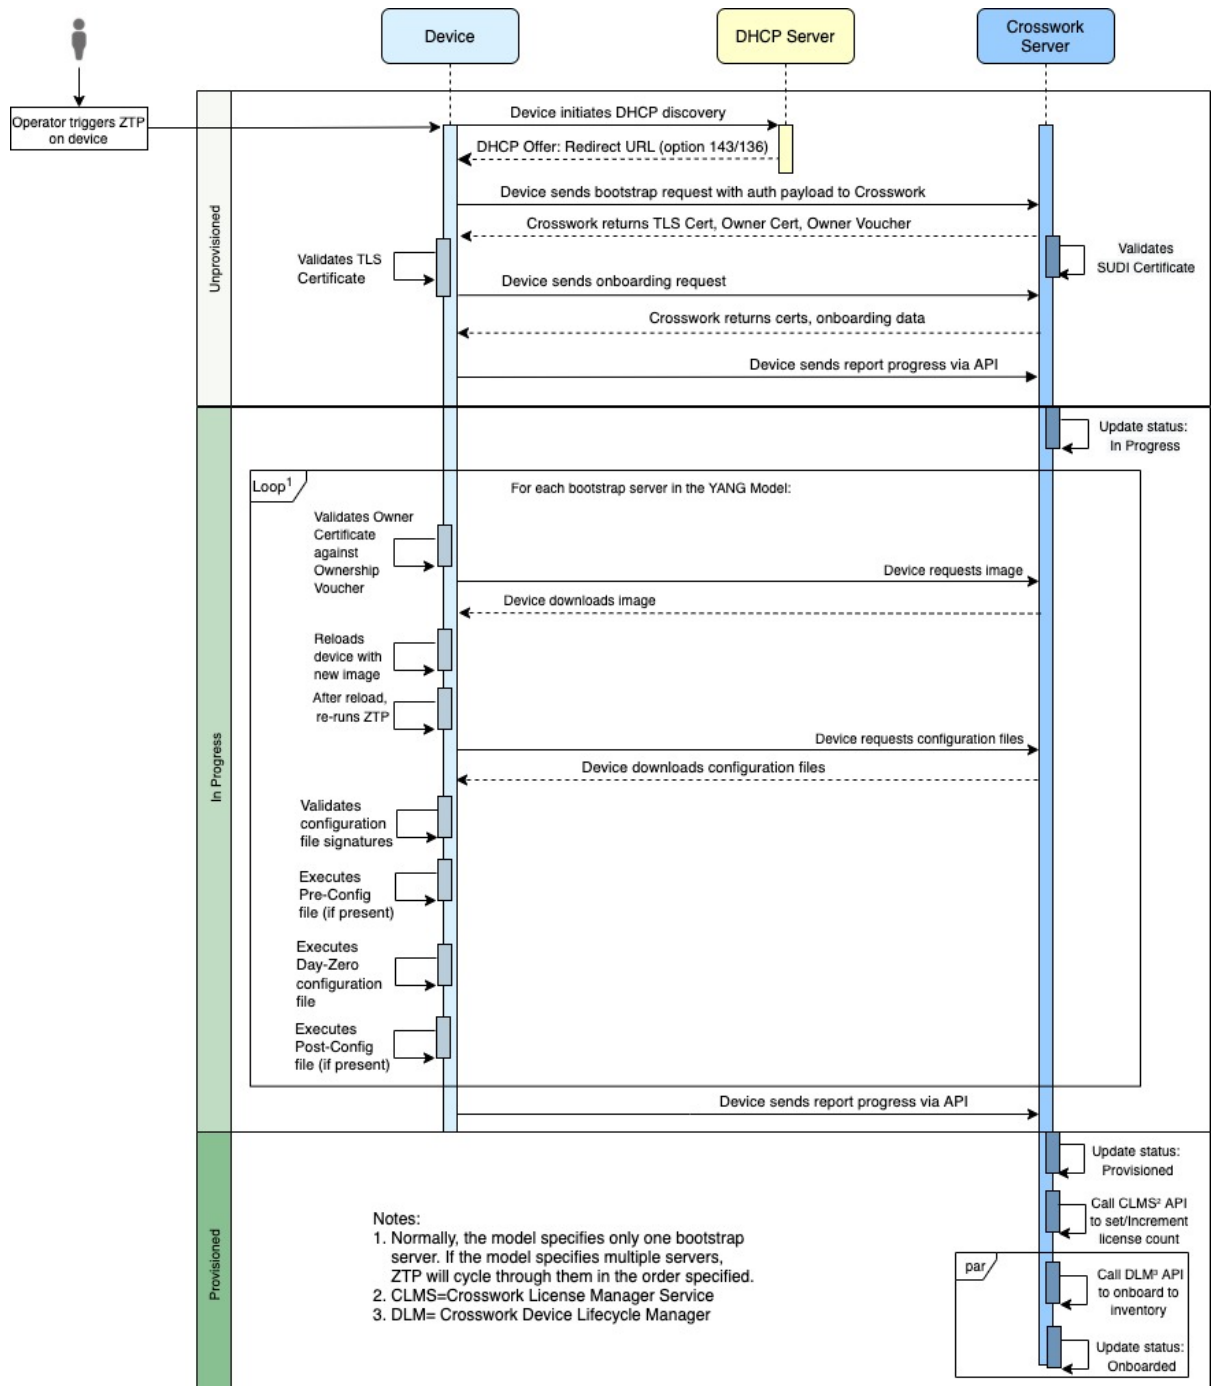 Device
DHCP Server
Crosswork
Server
Operator triggers ZTP
on device
Unprovisioned
Device initiates DHCP discovery
DHCP Offer: Redirect URL (option 143/136)
Device sends bootstrap request with auth payload to Crosswork
Crosswork returns TLS Cert, Owner Cert, Owner Voucher
Validates TLS
Certificate
Validates
SUDI Certificate
Device sends onboarding request
Crosswork returns certs, onboarding data
Device sends report progress via API
In Progress
Update status:
In Progress
Loop1
For each bootstrap server in the YANG Model:
Validates Owner
Certificate
against
Ownership
Voucher
Device requests image
Device downloads image
Reloads
device with
new image
After reload,
re-runs ZTP
Device requests configuration files
Device downloads configuration files
Validates
configuration
file signatures
Executes
Pre-Config
file (if present)
Executes
Day-Zero
configuration
file
Executes
Post-Config
file (if present)
Device sends report progress via API
Provisioned
Update status:
Provisioned
Call CLMS² API
to set/Increment
license count
par
Call DLM³ API
to onboard to
inventory
Update status:
Onboarded
Notes:
1. Normally, the model specifies only one bootstrap
server. If the model specifies multiple servers,
ZTP will cycle through them in the order specified.
2. CLMS=Crosswork License Manager Service
3. DLM= Crosswork Device Lifecycle Manager